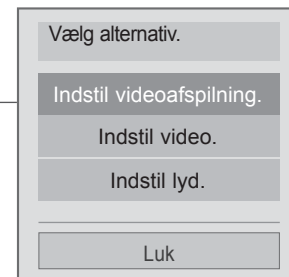 Vælg alternativ.
Indstil videoafspilning.
Indstil video.
Indstil lyd.
Luk